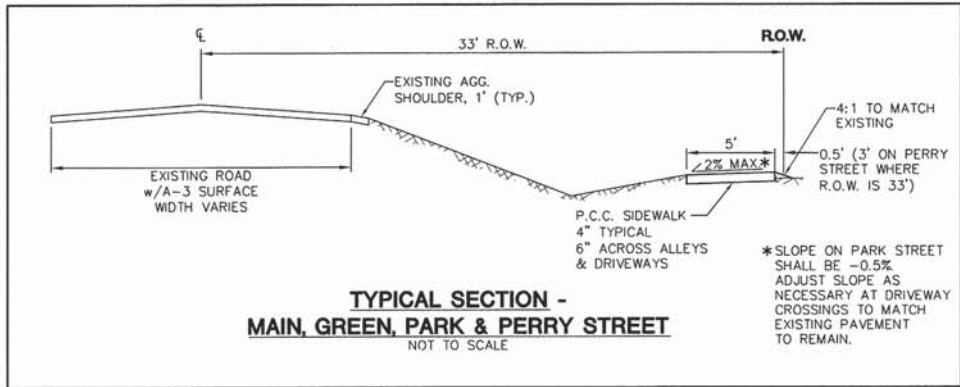 ℄
33' R.O.W.
R.O.W.
EXISTING AGG.
SHOULDER, 1' (TYP.)
4:1 TO MATCH
EXISTING
5'
2% MAX.*
0.5' (3' ON PERRY
STREET WHERE
R.O.W. IS 33')
EXISTING ROAD
w/A-3 SURFACE
WIDTH VARIES
P.C.C. SIDEWALK
4" TYPICAL
6" ACROSS ALLEYS
& DRIVEWAYS
*SLOPE ON PARK STREET
SHALL BE -0.5%.
ADJUST SLOPE AS
NECESSARY AT DRIVEWAY
CROSSINGS TO MATCH
EXISTING PAVEMENT
TO REMAIN.
TYPICAL SECTION -
MAIN, GREEN, PARK & PERRY STREET
NOT TO SCALE